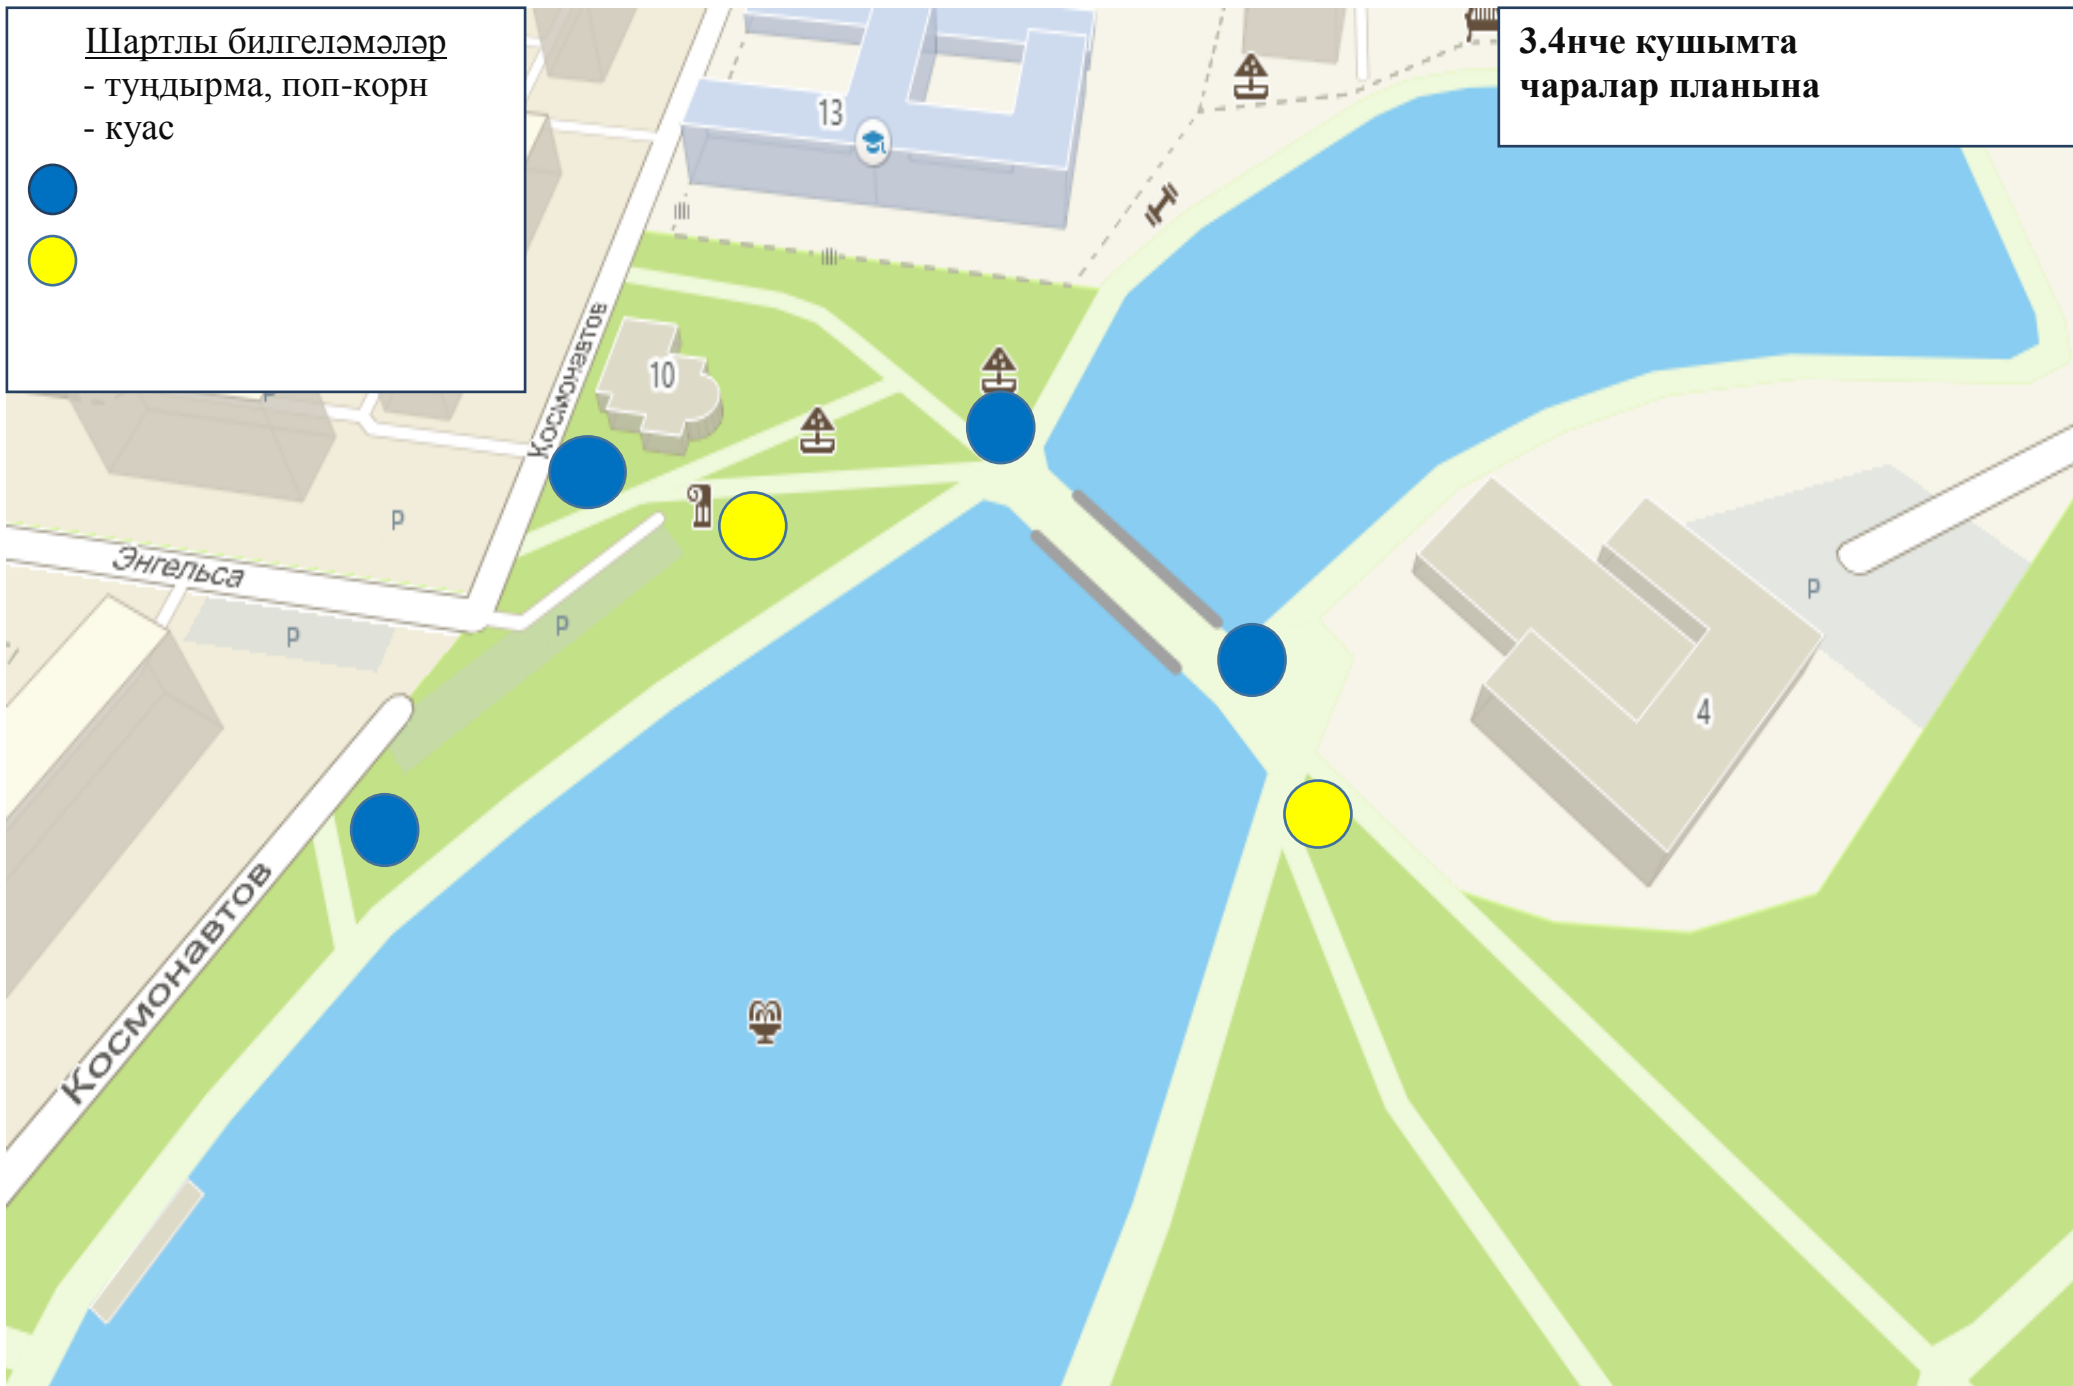 Шартлы билгеләмәләр
- туңдырма, поп-корн
- куас
3.4нче кушымта
чаралар планына
13
10
Космонавтов
P
P
Энгельса
P
P
P
4
Космонавтов